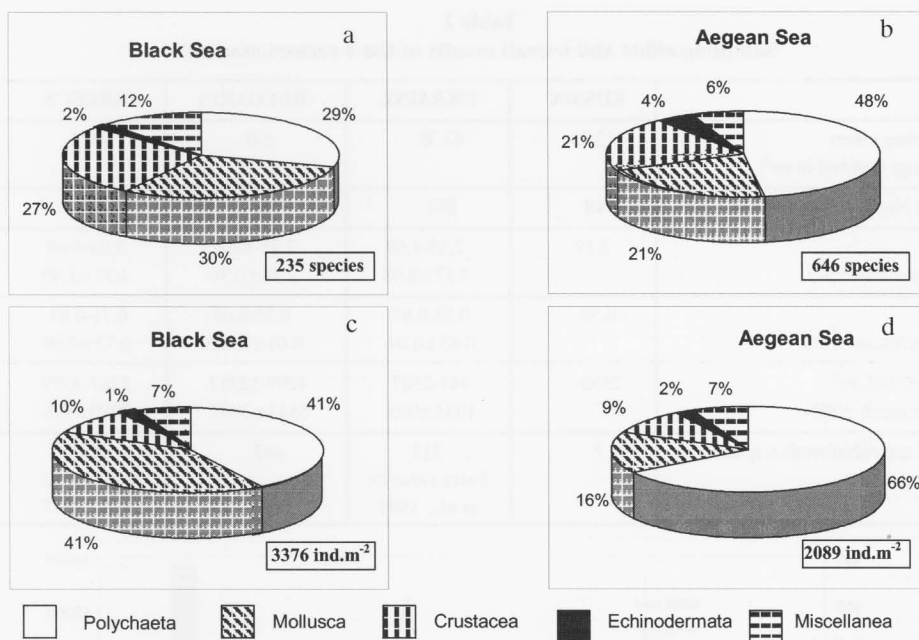 a
Black Sea
2%
12%
29%
27%
30%
235 species
b
Aegean Sea
4%
6%
48%
21%
21%
646 species
c
Black Sea
10%
1%
7%
41%
41%
3376 ind.m⁻²
d
Aegean Sea
9%
2%
7%
66%
16%
2089 ind.m⁻²
Polychaeta Mollusca Crustacea Echinodermata Miscellanea